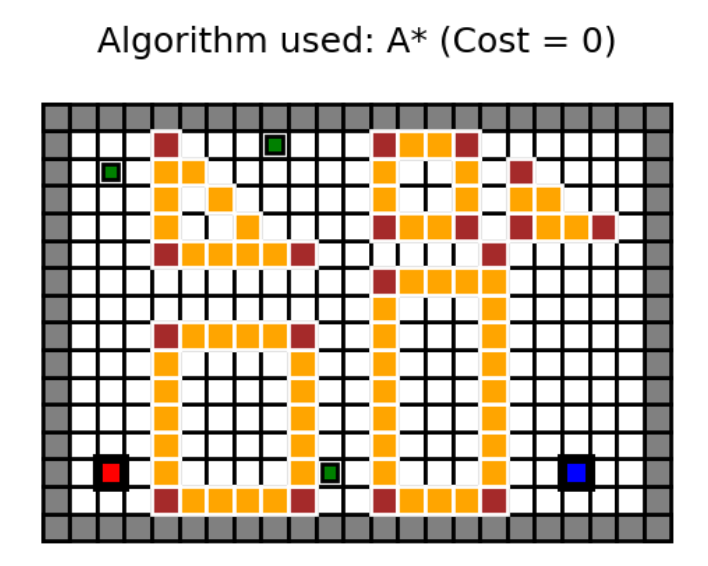 Algorithm used: A* (Cost = 0)